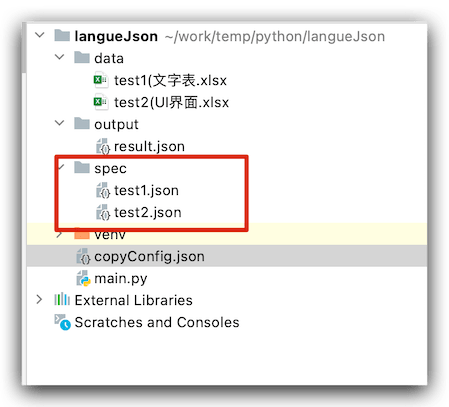 langueJson ~/work/temp/python/langueJson
data
test1(文字表.xlsx
test2(UI界面.xlsx
output
result.json
spec
test1.json
test2.json
venv
copyConfig.json
main.py
External Libraries
Scratches and Consoles